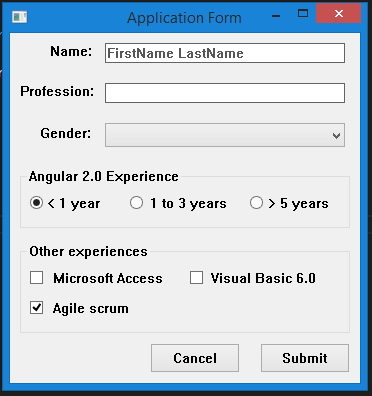 Application Form
Name: FirstName LastName
Profession:
Gender:
Angular 2.0 Experience
< 1 year 1 to 3 years > 5 years
Other experiences
Microsoft Access Visual Basic 6.0
Agile scrum
Cancel Submit